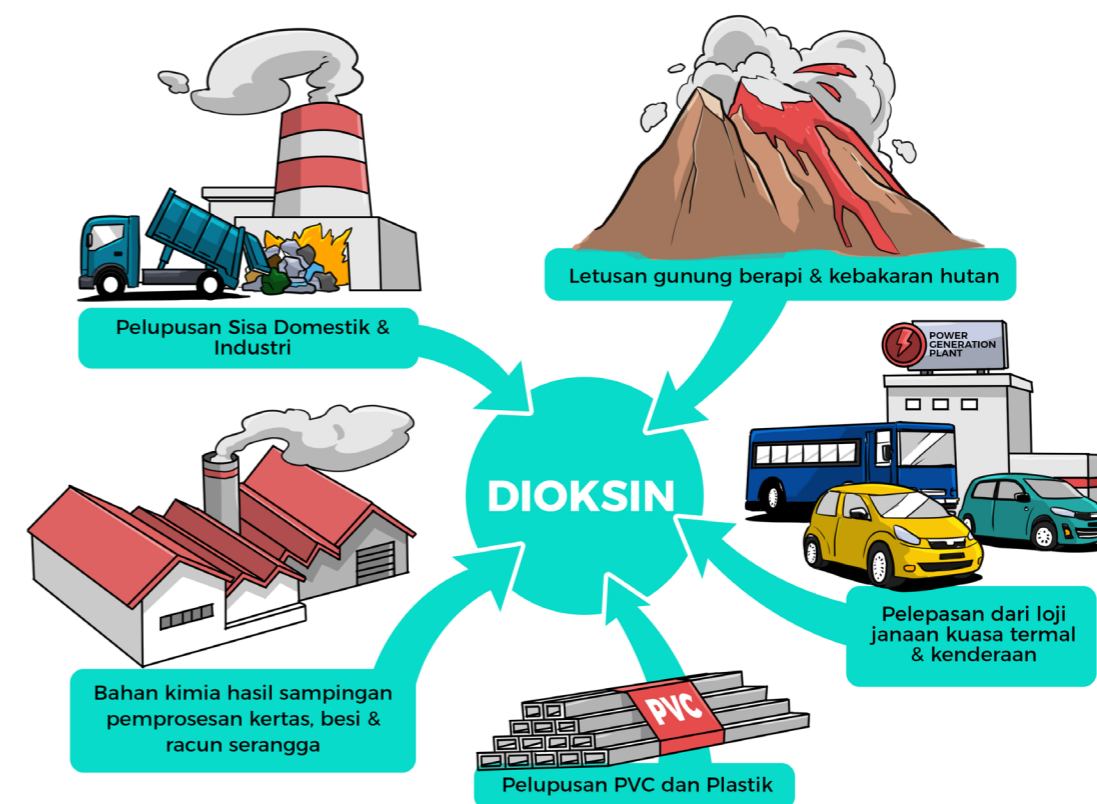 Pelupusan Sisa Domestik &
Industri
Letusan gunung berapi & kebakaran hutan
POWER
GENERATION
PLANT
DIOKSIN
Pelepasan dari loji
janaan kuasa termal
& kenderaan
Bahan kimia hasil sampingan
pemprosesan kertas, besi &
racun serangga
PVC
Pelupusan PVC dan Plastik